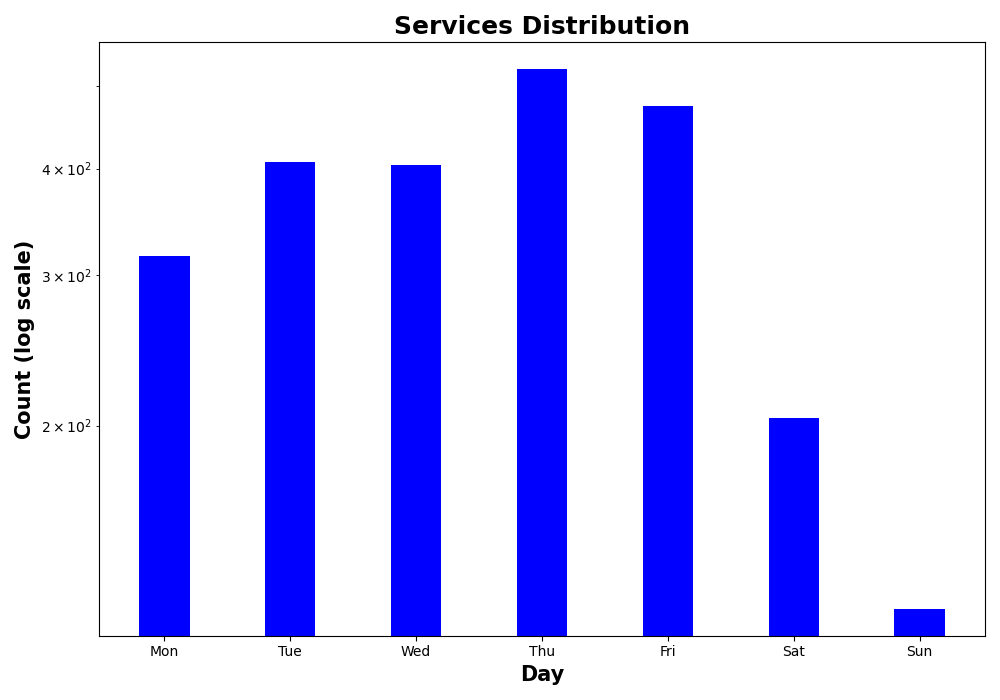 Services Distribution
Count (log scale)
4 × 10²
3 × 10²
2 × 10²
Mon Tue Wed Thu Fri Sat Sun
Day